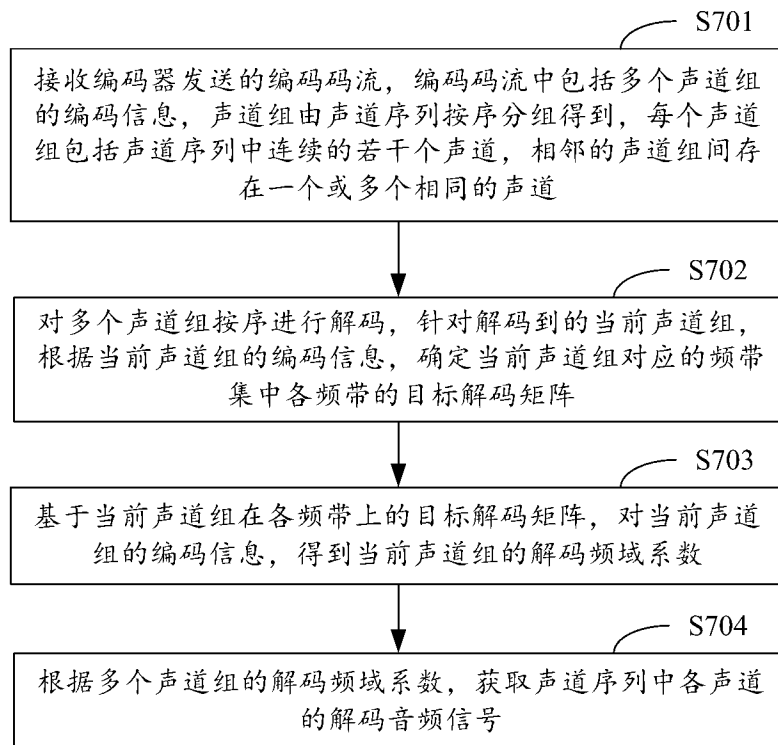 S701
接收编码器发送的编码码流，编码码流中包括多个声道组
的编码信息，声道组由声道序列按序分组得到，每个声道
组包括声道序列中连续的若干个声道，相邻的声道组间存
在一个或多个相同的声道
S702
对多个声道组按序进行解码，针对解码到的当前声道组，
根据当前声道组的编码信息，确定当前声道组对应的频带
集中各频带的目标解码矩阵
S703
基于当前声道组在各频带上的目标解码矩阵，对当前声道
组的编码信息，得到当前声道组的解码频域系数
S704
根据多个声道组的解码频域系数，获取声道序列中各声道
的解码音频信号